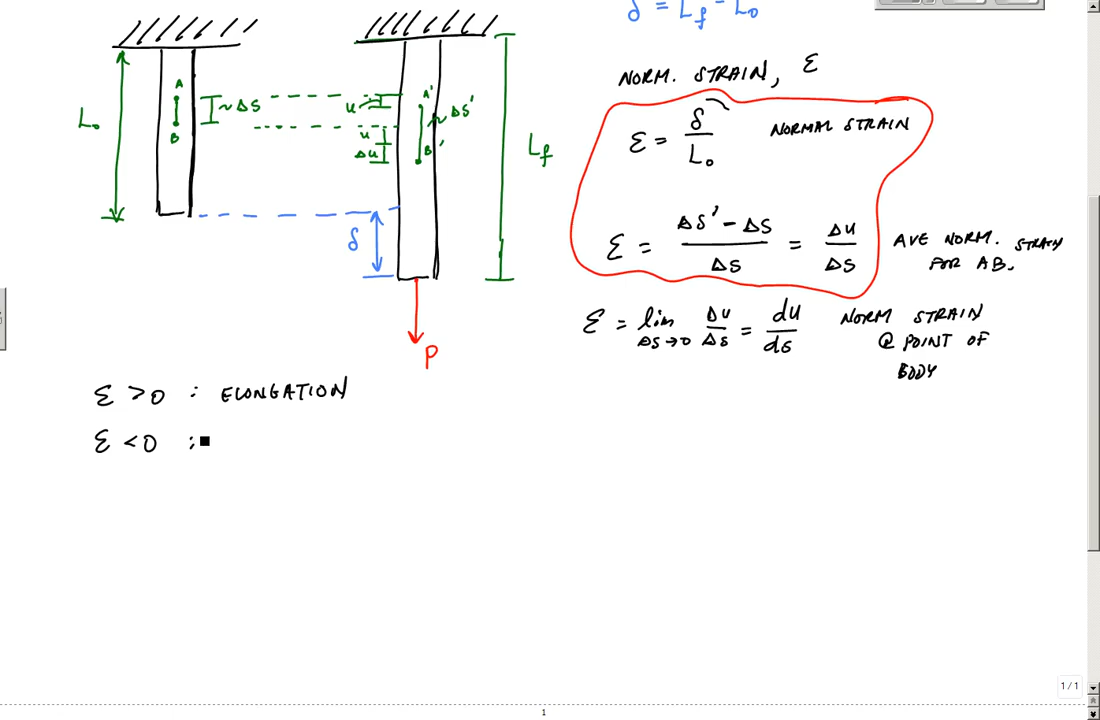 δ = Lf - Lo
NORM. STRAIN, ε
ε = δ / Lo NORMAL STRAIN
ε = ΔS' - ΔS / ΔS = Δu / ΔS AVE NORM. STRAIN FOR AB.
ε = lim ΔS→0 Δu / ΔS = du / ds NORM STRAIN
@ POINT OF
BODY
A
B
~ΔS
Lo
u
u
Δu
A'
B'
~ΔS'
Lf
δ
P
ε > 0 : ELONGATION
ε < 0 :
1 / 1
1